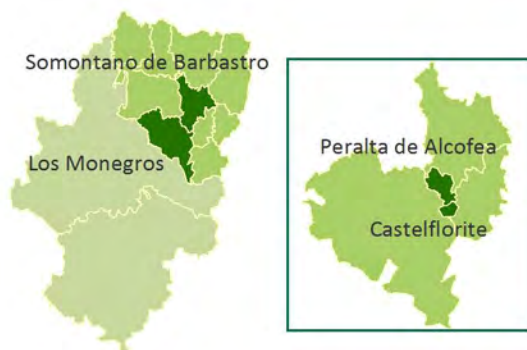 Somontano de Barbastro
Los Monegros
Peralta de Alcofea
Castelflorite